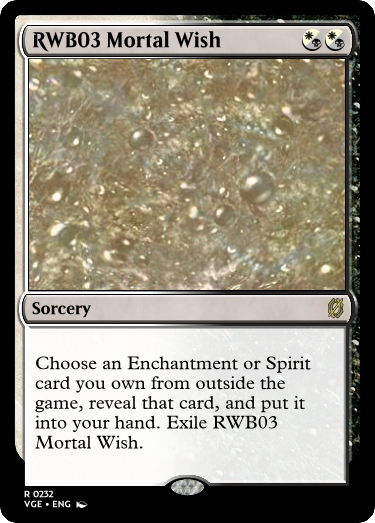 RWB03 Mortal Wish
Sorcery
Choose an Enchantment or Spirit
card you own from outside the
game, reveal that card, and put it
into your hand. Exile RWB03
Mortal Wish.
R 0232
VGE • ENG